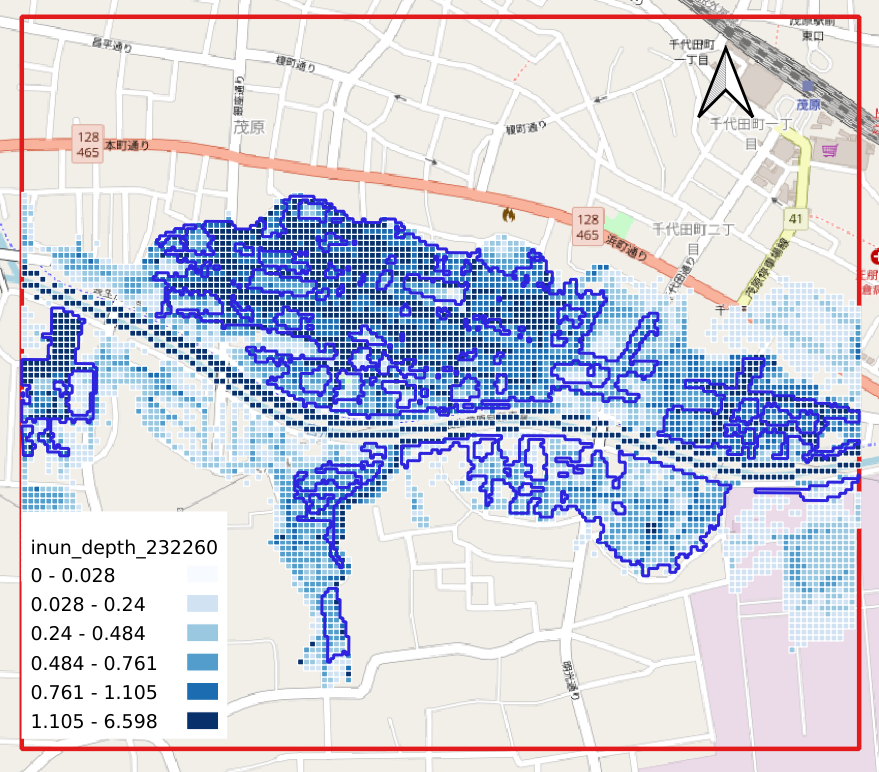 茂原駅前
東口
千代田町
一丁目
昌平通り
榎町通り
銀座通り
茂原
茂原
千代田町一丁
目
榎町通り
128
465
本町通り
128
465
浜町通り
千代田町二丁
目
41
茂原停車場線
inun_depth_232260
0 - 0.028
0.028 - 0.24
0.24 - 0.484
0.484 - 0.761
0.761 - 1.105
1.105 - 6.598
明光通り